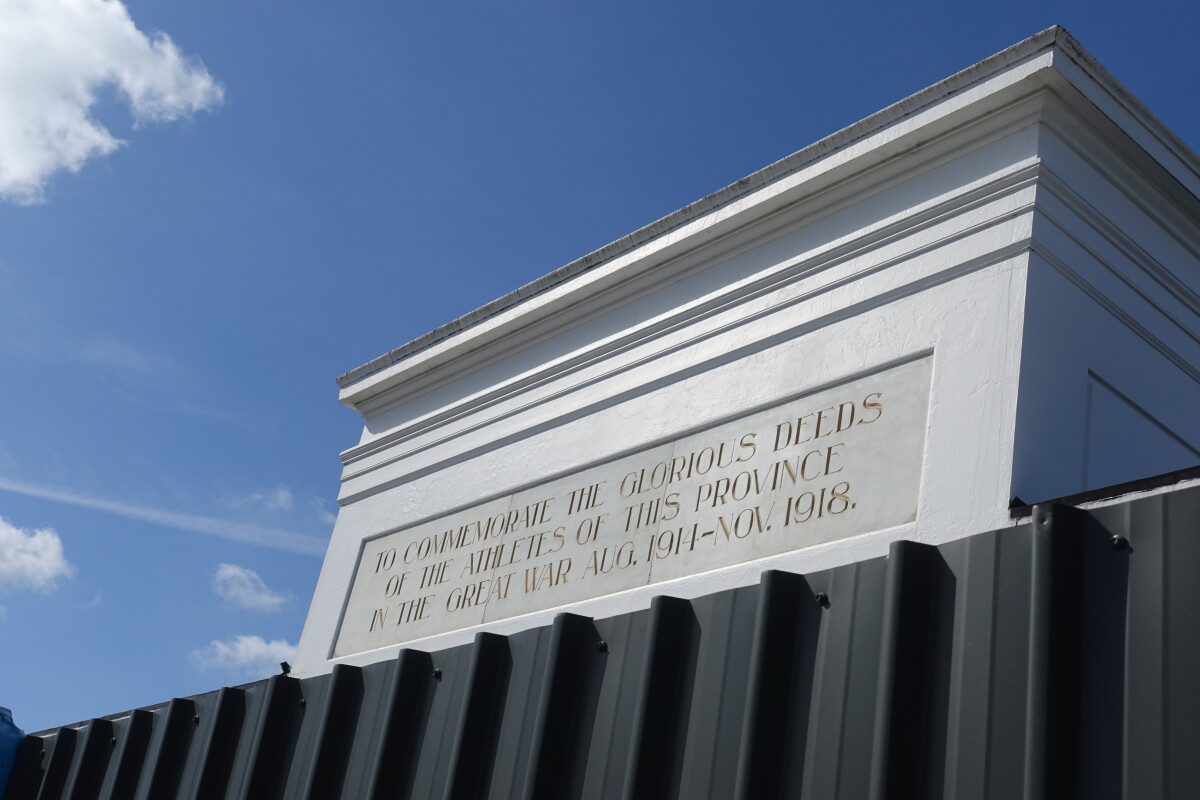 TO COMMEMORATE THE GLORIOUS DEEDS
OF THE ATHLETES OF THIS PROVINCE
IN THE GREAT WAR AUG. 1914-NOV. 1918.